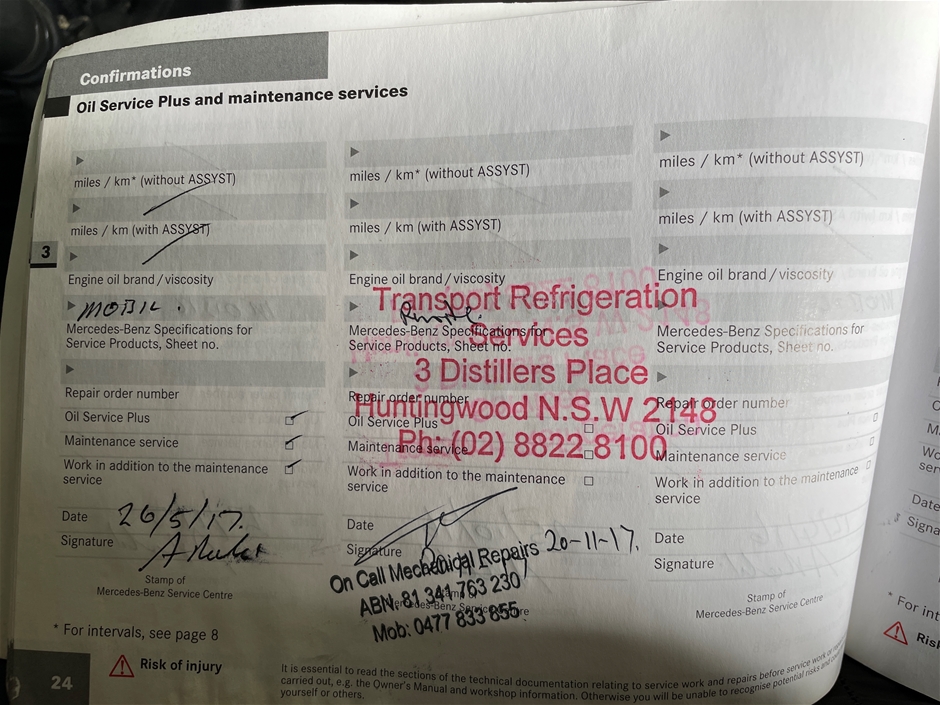 Confirmations
Oil Service Plus and maintenance services
miles / km* (without ASSYST)
miles / km (with ASSYST)
3
Engine oil brand / viscosity
MOBIL .
Mercedes-Benz Specifications for
Service Products, Sheet no.
Repair order number
Oil Service Plus
Maintenance service
Work in addition to the maintenance
service
Date 26/5/17.
Signature
Stamp of
Mercedes-Benz Service Centre
* For intervals, see page 8
miles / km* (without ASSYST)
miles / km (with ASSYST)
Engine oil brand / viscosity
Mercedes-Benz Specifications for
Service Products, Sheet no.
Repair order number
Oil Service Plus
Maintenance service
Work in addition to the maintenance
service
Date
Signature
20-11-17.
Transport Refrigeration
Services
3 Distillers Place
Huntingwood N.S.W 2148
Ph: (02) 8822 8100
On Call Mechanical Repairs
ABN: 81 341 763 230
Mob: 0477 833 855
miles / km* (without ASSYST)
miles / km (with ASSYST)
Engine oil brand / viscosity
Mercedes-Benz Specifications for
Service Products, Sheet no.
Repair order number
Oil Service Plus
Maintenance service
Work in addition to the maintenance
service
Date
Signature
Stamp of
Mercedes-Benz Service Centre
24
Risk of injury
It is essential to read the sections of the technical documentation relating to service work and repairs before service work or
carried out, e.g. the Owner's Manual and workshop information. Otherwise you will be unable to recognise potential risks and
yourself or others.
Date
* For int